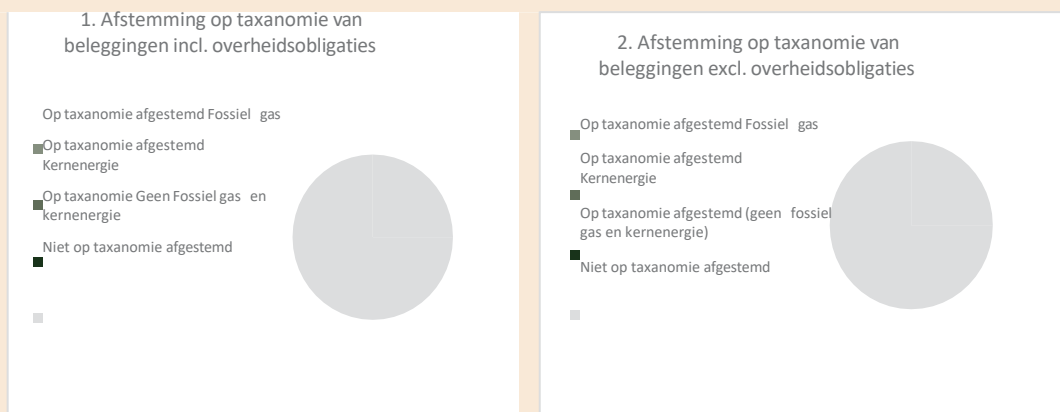 1. Afstemming op taxanomie van
beleggingen incl. overheidsobligaties
Op taxanomie afgestemd Fossiel gas
Op taxanomie afgestemd
Kernenergie
Op taxanomie Geen Fossiel gas en
kernenergie
Niet op taxanomie afgestemd
2. Afstemming op taxanomie van
beleggingen excl. overheidsobligaties
Op taxanomie afgestemd Fossiel gas
Op taxanomie afgestemd
Kernenergie
Op taxanomie afgestemd (geen fossiel
gas en kernenergie)
Niet op taxanomie afgestemd